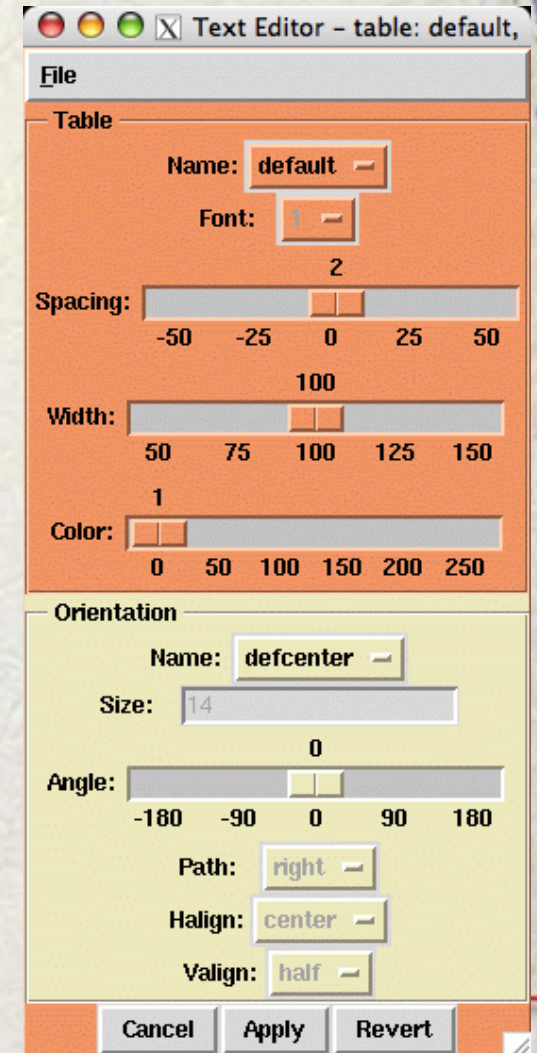 X Text Editor – table: default,
File
Table
Name: default
Font: 1
2
Spacing:
-50 -25 0 25 50
100
Width:
50 75 100 125 150
1
Color:
0 50 100 150 200 250
Orientation
Name: defcenter
Size: 14
0
Angle:
-180 -90 0 90 180
Path: right
Halign: center
Valign: half
Cancel Apply Revert